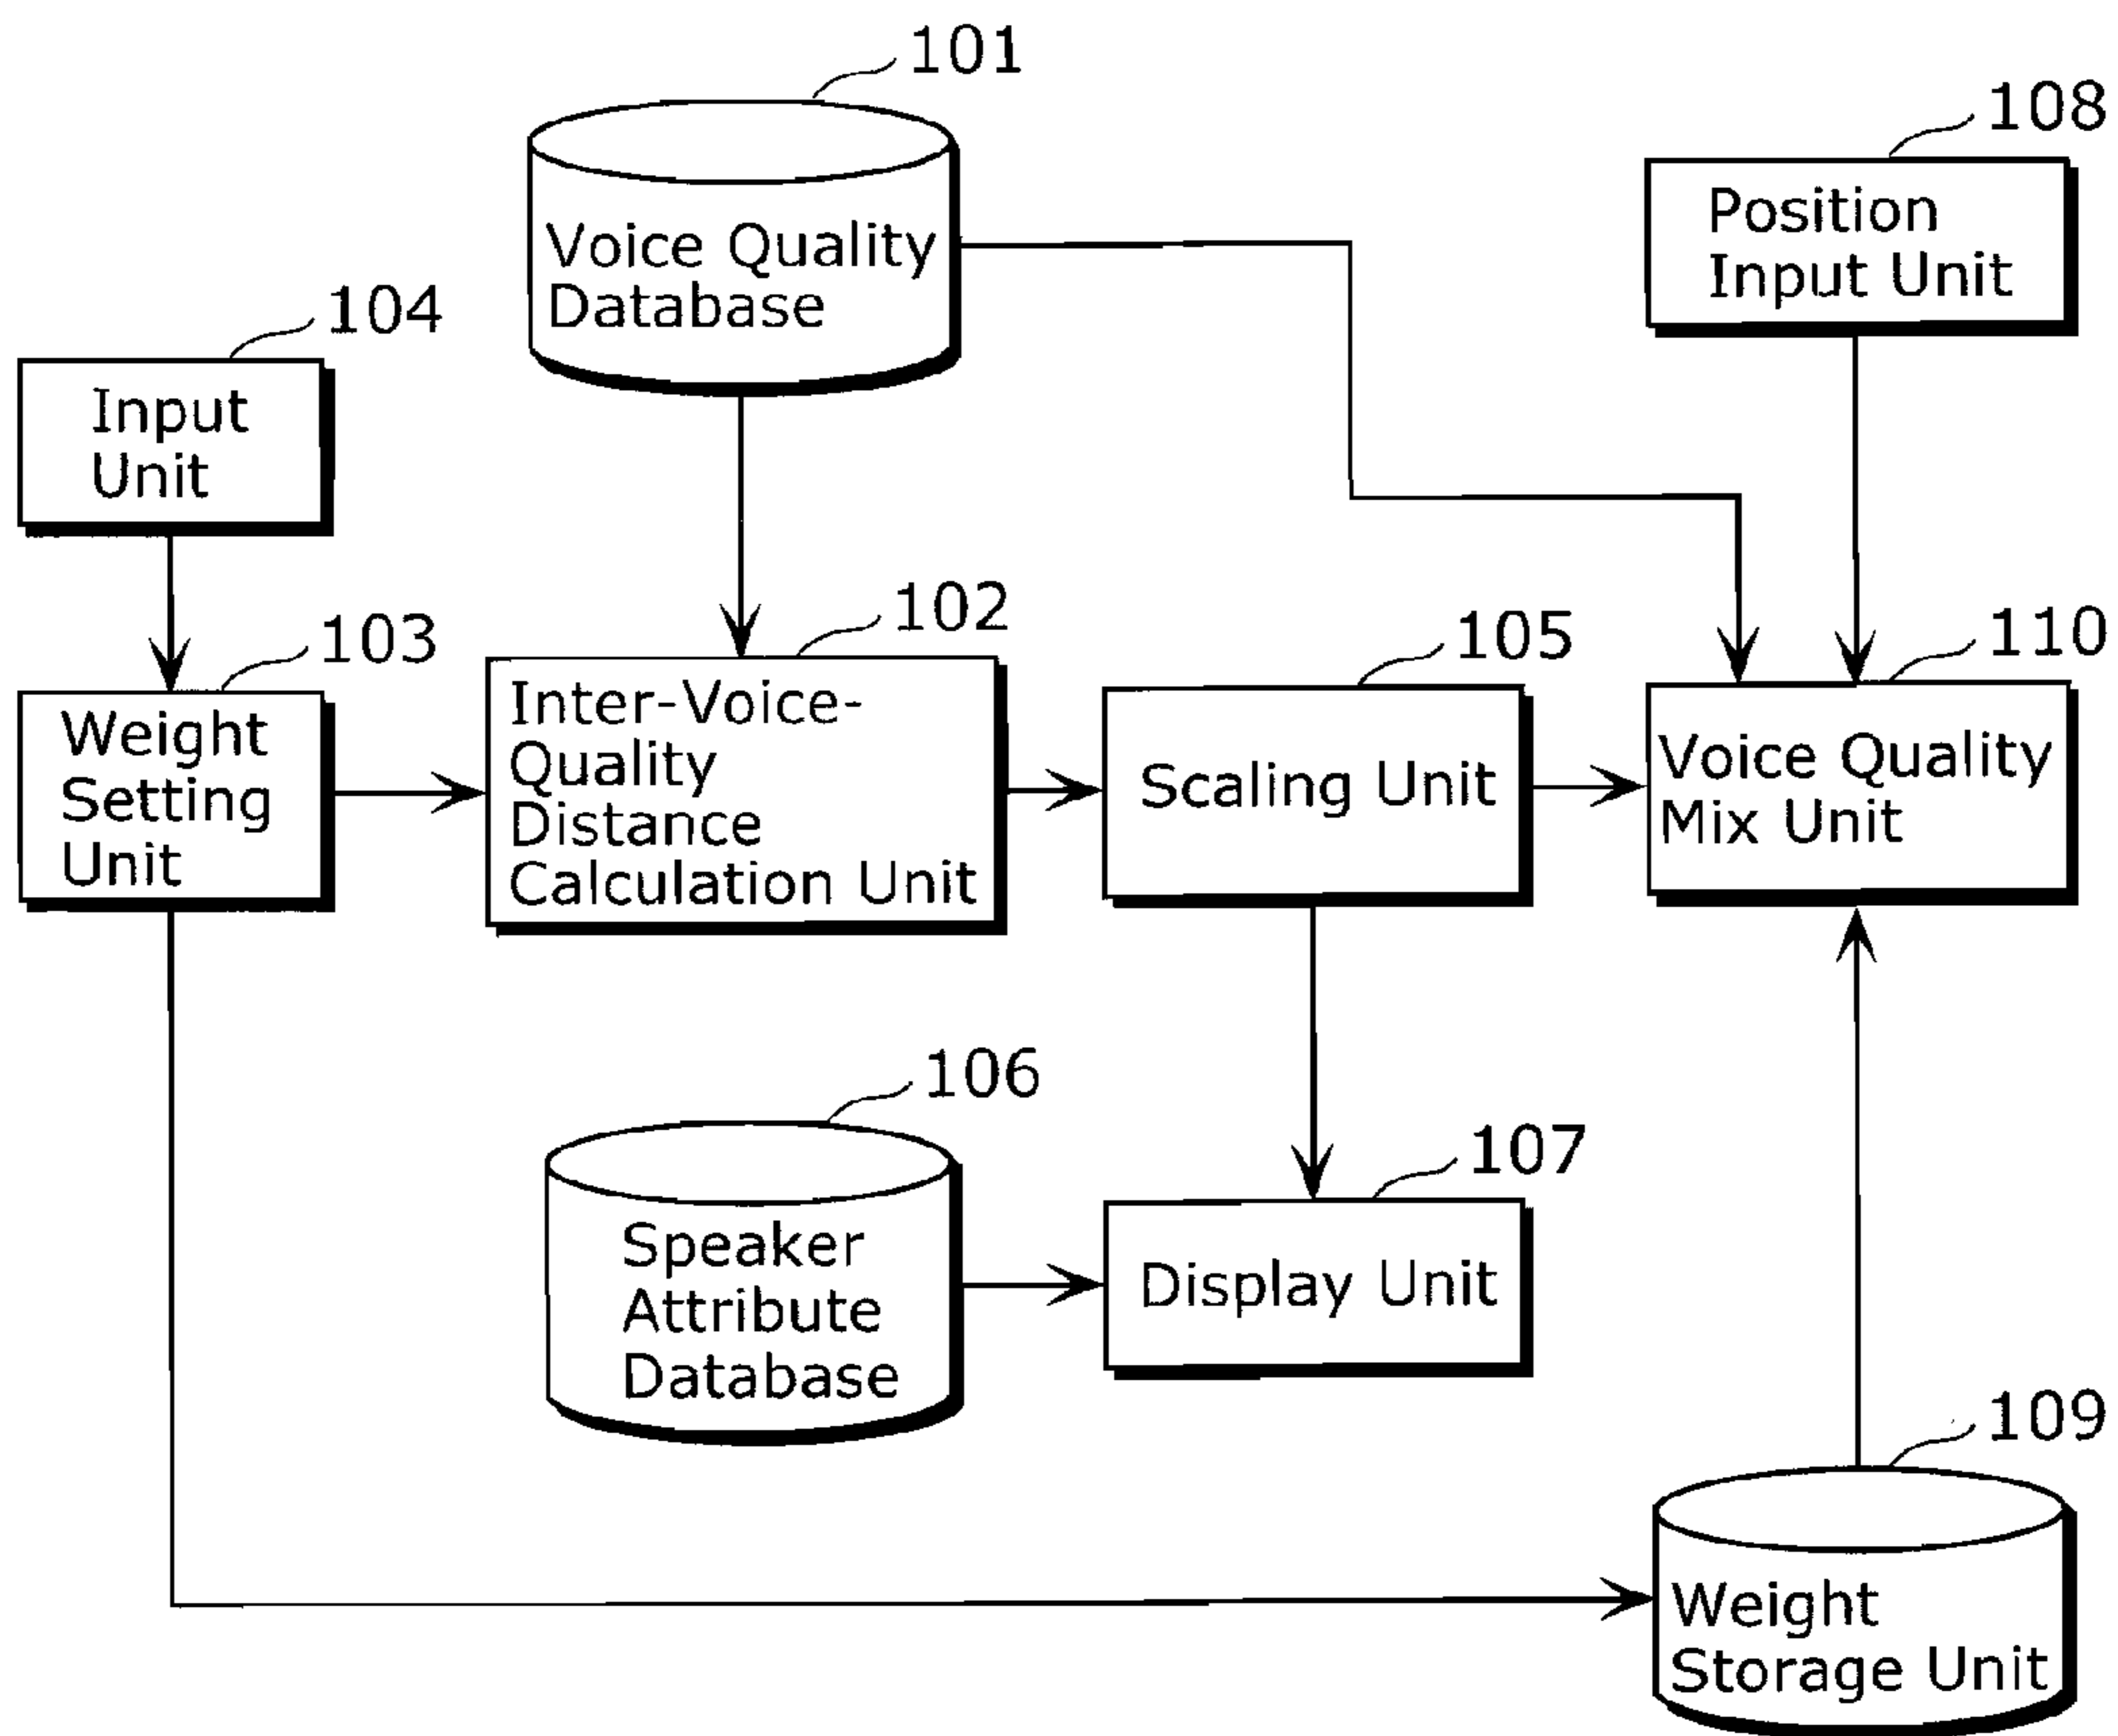 101
Voice Quality
Database
108
Position
Input Unit
104
Input
Unit
103
Weight
Setting
Unit
102
Inter-Voice-
Quality
Distance
Calculation Unit
105
Scaling Unit
110
Voice Quality
Mix Unit
106
Speaker
Attribute
Database
107
Display Unit
109
Weight
Storage Unit